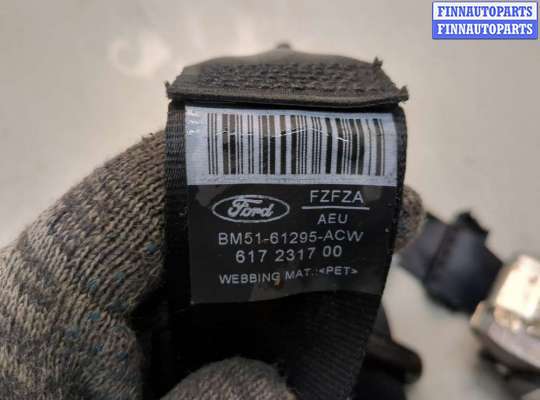 FINNAUTOPARTS
FINNAUTOPARTS
Ford
FZFZA
AEU
BM51-61295-ACW
617 2317 00
WEBBING MAT.:<PET>